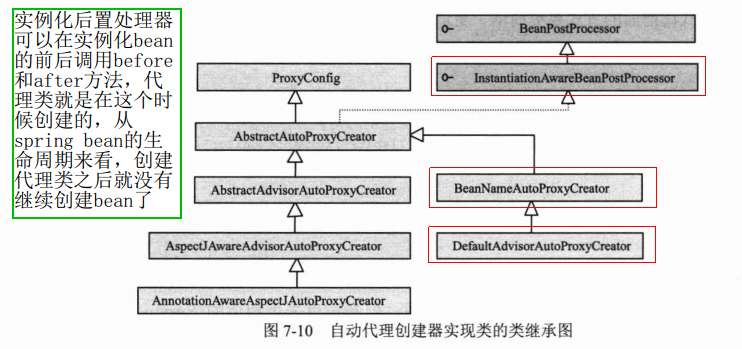 实例化后置处理器
可以在实例化bean
的前后调用before
和after方法，代
理类就是在这个时
候创建的，从
spring bean的生
命周期来看，创建
代理类之后就没有
继续创建bean了
BeanPostProcessor
InstantiationAwareBeanPostProcessor
ProxyConfig
AbstractAutoProxyCreator
AbstractAdvisorAutoProxyCreator
BeanNameAutoProxyCreator
AspectJAwareAdvisorAutoProxyCreator
DefaultAdvisorAutoProxyCreator
AnnotationAwareAspectJAutoProxyCreator
图 7-10 自动代理创建器实现类的类继承图